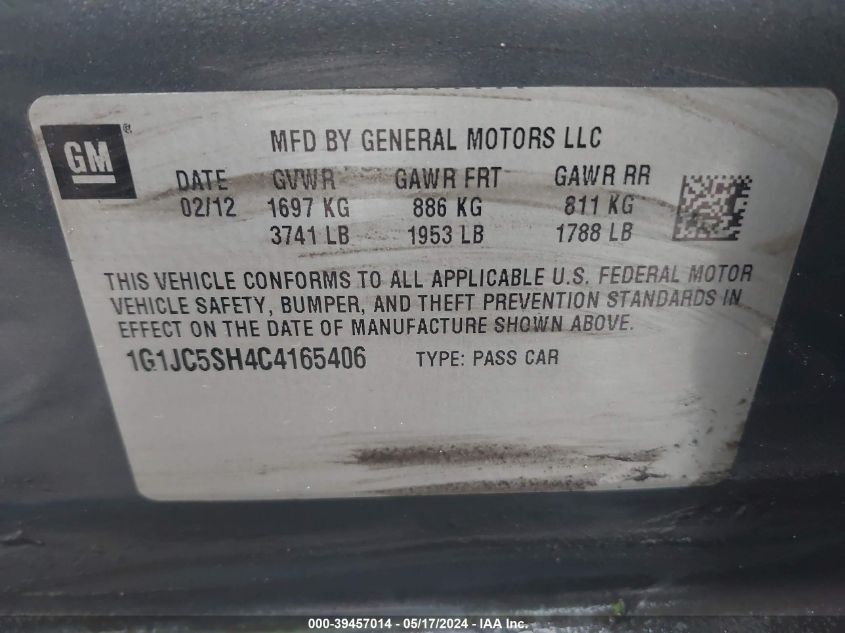 GM®
MFD BY GENERAL MOTORS LLC
DATE GVWR GAWR FRT GAWR RR
02/12 1697 KG 886 KG 811 KG
3741 LB 1953 LB 1788 LB
THIS VEHICLE CONFORMS TO ALL APPLICABLE U.S. FEDERAL MOTOR
VEHICLE SAFETY, BUMPER, AND THEFT PREVENTION STANDARDS IN
EFFECT ON THE DATE OF MANUFACTURE SHOWN ABOVE.
1G1JC5SH4C4165406 TYPE: PASS CAR
000-39457014 - 05/17/2024 - IAA Inc.